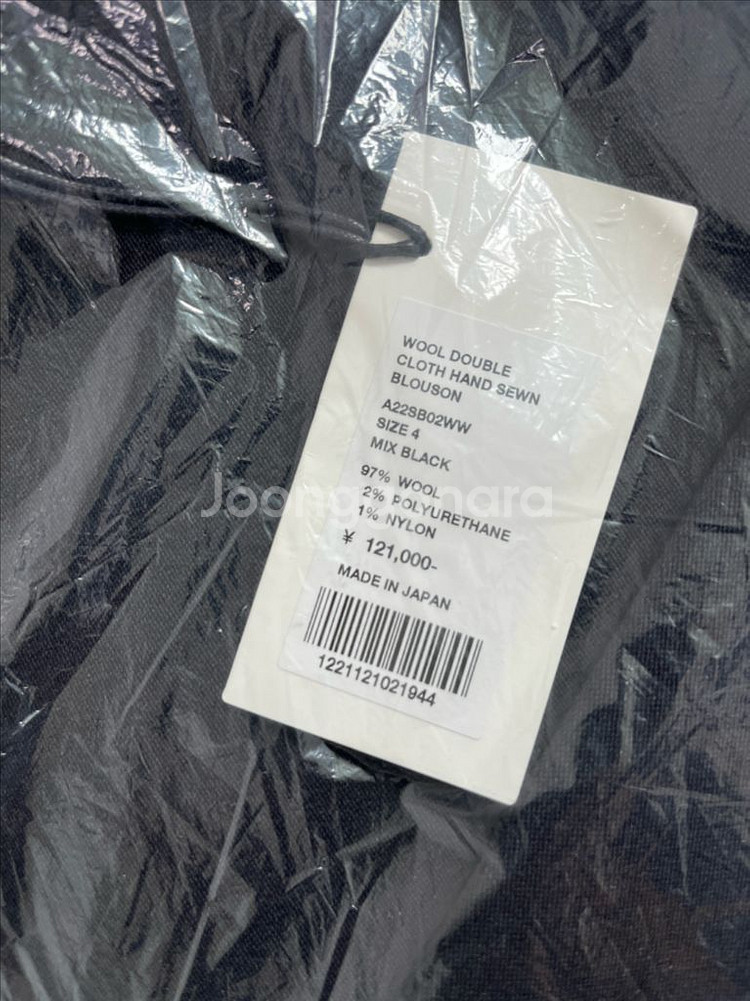 WOOL DOUBLE
CLOTH HAND SEWN
BLOUSON
A22SB02WW
SIZE 4
MIX BLACK
97% WOOL
2% POLYURETHANE
1% NYLON
¥ 121,000-
MADE IN JAPAN
1221121021944
Joonggonara